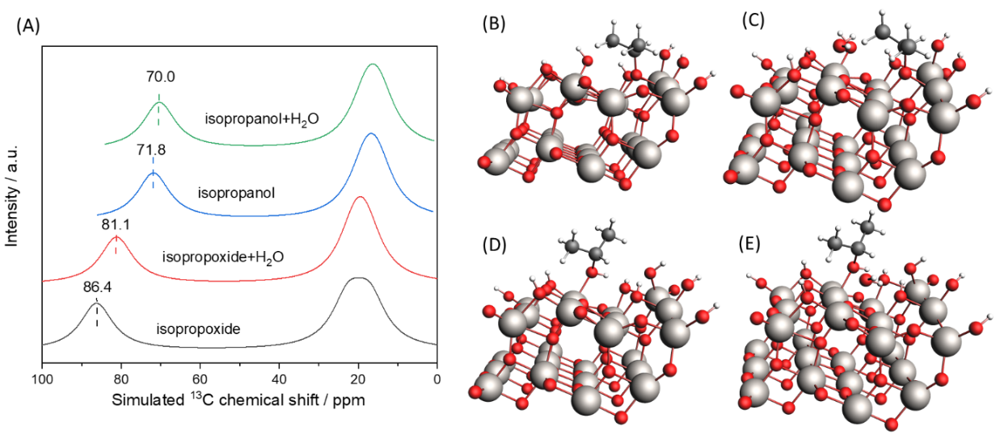 (A)
70.0
isopropanol+H₂O
71.8
isopropanol
81.1
isopropoxide+H₂O
86.4
isopropoxide
Intensity / a.u.
100 80 60 40 20 0
Simulated ¹³C chemical shift / ppm
(B)
(C)
(D)
(E)